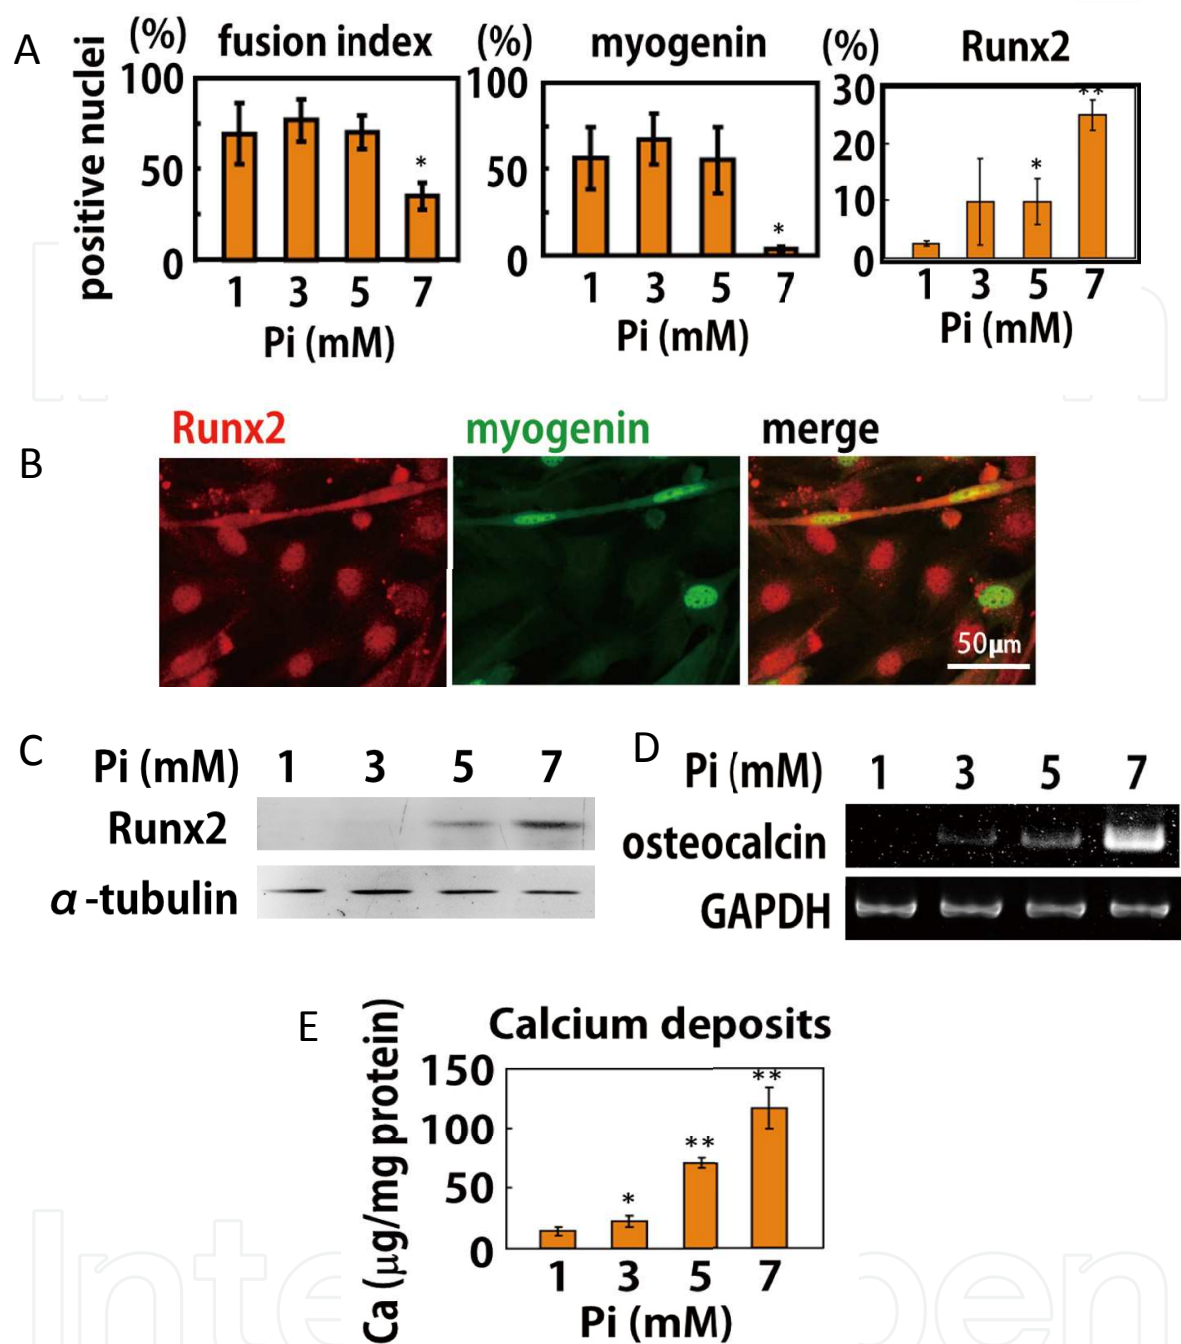 A
(%) fusion index
positive nuclei
100
50
0
1 3 5 7
Pi (mM)
*
(%) myogenin
100
50
0
1 3 5 7
Pi (mM)
*
(%) Runx2
30
20
10
0
1 3 5 7
Pi (mM)
*
**
B
Runx2 myogenin merge
50μm
C
Pi (mM) 1 3 5 7
Runx2
α-tubulin
D
Pi (mM) 1 3 5 7
osteocalcin
GAPDH
E
Calcium deposits
Ca (μg/mg protein)
150
100
50
0
*
**
**
1 3 5 7
Pi (mM)
Inte pen